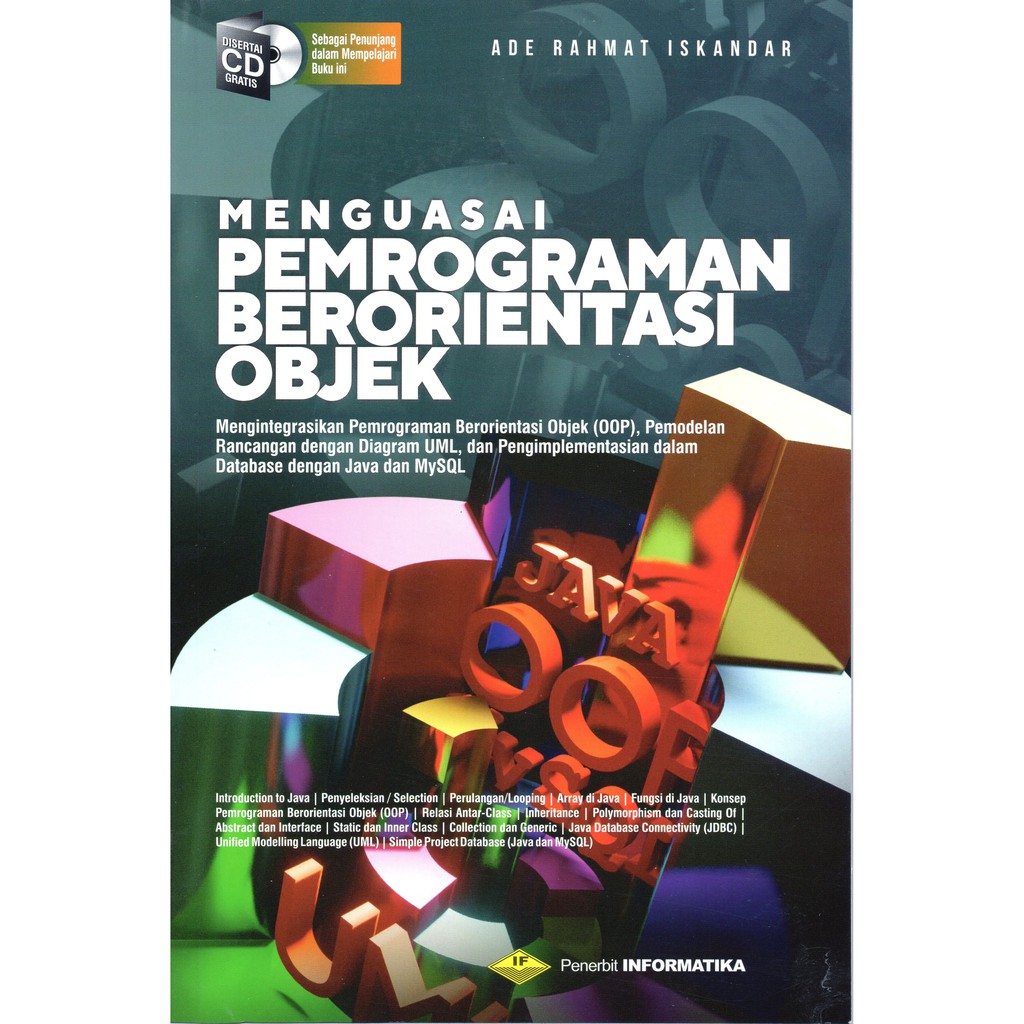 DISERTAI
CD
GRATIS
Sebagai Penunjang
dalam Mempelajari
Buku ini
ADE RAHMAT ISKANDAR
MENGUASAI
PEMROGRAMAN
BERORIENTASI
OBJEK
Mengintegrasikan Pemrograman Berorientasi Objek (OOP), Pemodelan
Rancangan dengan Diagram UML, dan Pengimplementasian dalam
Database dengan Java dan MySQL
JAVA
OOP
MySQL
Introduction to Java | Penyeleksian / Selection | Perulangan/Looping | Array di Java | Fungsi di Java | Konsep
Pemrograman Berorientasi Objek (OOP) | Relasi Antar-Class | Inheritance | Polymorphism dan Casting Of |
Abstract dan Interface | Static dan Inner Class | Collection dan Generic | Java Database Connectivity (JDBC) |
Unified Modelling Language (UML) | Simple Project Database (Java dan MySQL)
UML
IF
Penerbit INFORMATIKA